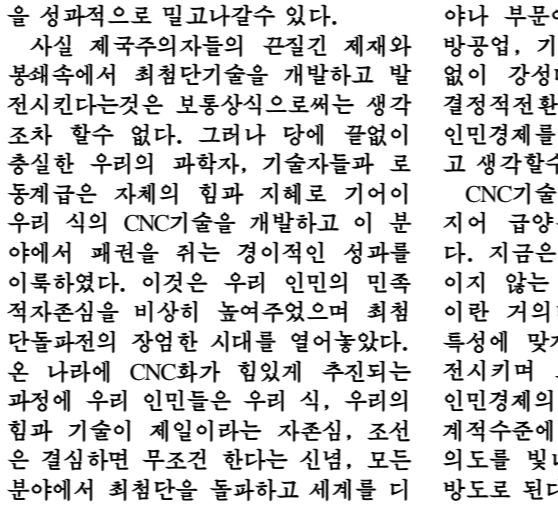 을 성과적으로 밀고나갈수 있다.
사실 제국주의자들의 끈질긴 제재와
봉쇄속에서 최첨단기술을 개발하고 발
전시킨다는것은 보통상식으로써는 생각
조차 할수 없다. 그러나 당에 끝없이
충실한 우리의 과학자, 기술자들과 로
동계급은 자체의 힘과 지혜로 기어이
우리 식의 CNC기술을 개발하고 이 분
야에서 패권을 쥐는 경이적인 성과를
이룩하였다. 이것은 우리 인민의 민족
적자존심을 비상히 높여주었으며 최첨
단돌파전의 장엄한 시대를 열어놓았다.
온 나라에 CNC화가 힘있게 추진되는
과정에 우리 인민들은 우리 식, 우리의
힘과 기술이 제일이라는 자존심, 조선
은 결심하면 무조건 한다는 신념, 모든
분야에서 최첨단을 돌파하고 세계를 디
야나 부문
방공업,
없이
결정적전환
인민경제를
고
CNC기술
지어
다. 지금은
이지 않는
이란
특성에
전시키며
인민경제의
계적수준에
의도를
방도로